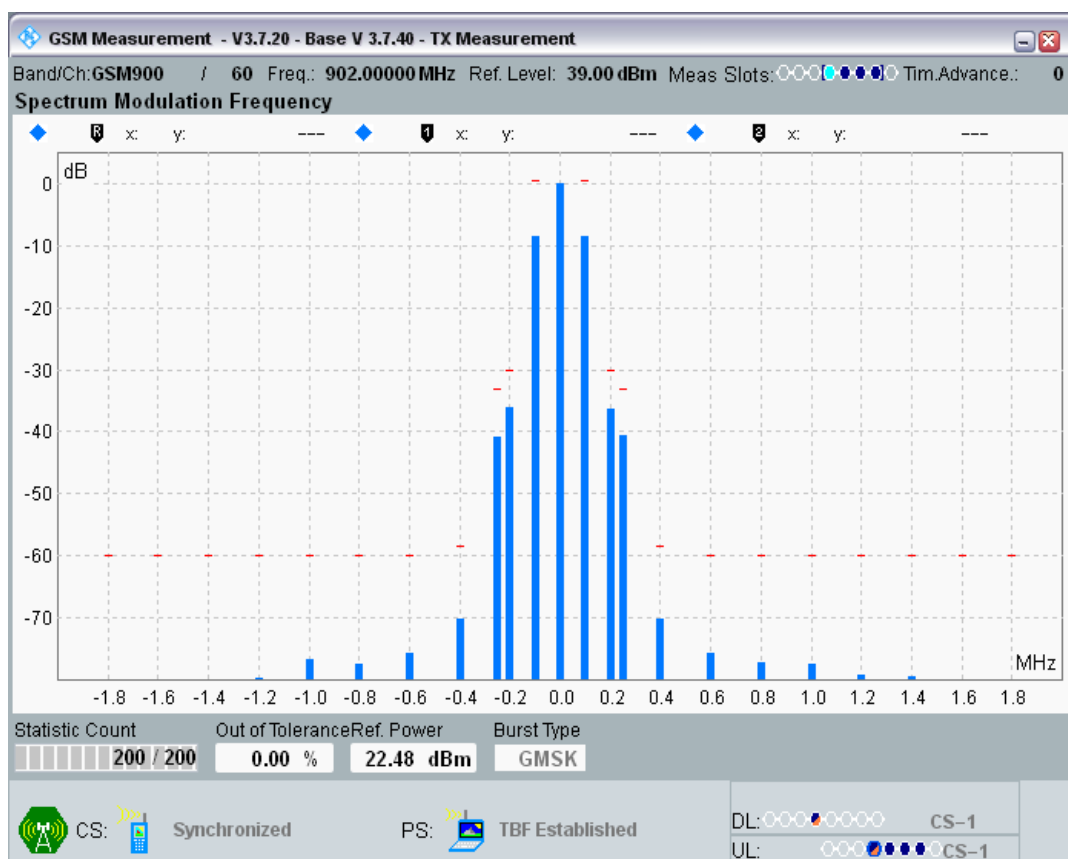 GSM Measurement - V3.7.20 - Base V 3.7.40 - TX Measurement
Band/Ch:GSM900 / 60 Freq.: 902.00000 MHz Ref. Level: 39.00 dBm Meas Slots: Tim.Advance.: 0
Spectrum Modulation Frequency
R x: y: --- 1 x: y: --- 2 x: y: ---
dB
0
-10
-20
-30
-40
-50
-60
-70
MHz
-1.8 -1.6 -1.4 -1.2 -1.0 -0.8 -0.6 -0.4 -0.2 0.0 0.2 0.4 0.6 0.8 1.0 1.2 1.4 1.6 1.8
Statistic Count Out of Tolerance Ref. Power Burst Type
200 / 200 0.00 % 22.48 dBm GMSK
CS: Synchronized PS: TBF Established DL: CS-1
UL: CS-1